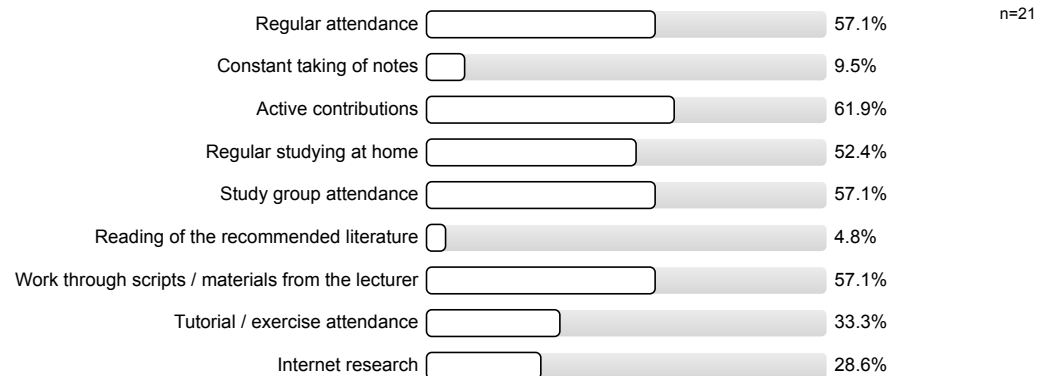 Regular attendance 57.1% n=21
Constant taking of notes 9.5%
Active contributions 61.9%
Regular studying at home 52.4%
Study group attendance 57.1%
Reading of the recommended literature 4.8%
Work through scripts / materials from the lecturer 57.1%
Tutorial / exercise attendance 33.3%
Internet research 28.6%